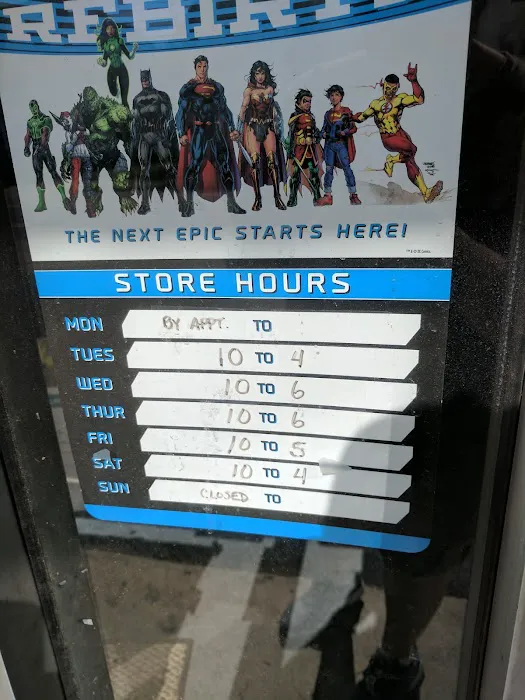 REBIRTH
THE NEXT EPIC STARTS HERE!
STORE HOURS
MON BY APPT. TO
TUES 10 TO 4
WED 10 TO 6
THUR 10 TO 6
FRI 10 TO 5
SAT 10 TO 4
SUN CLOSED TO